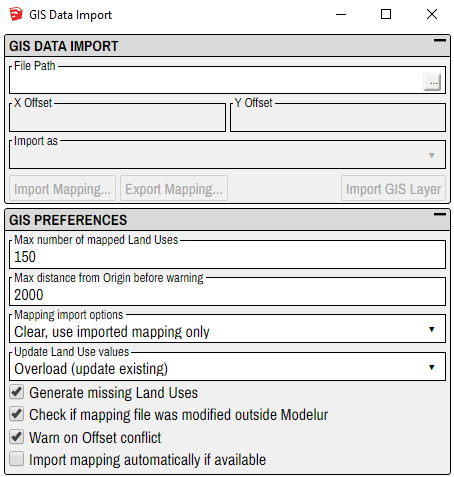 GIS Data Import
GIS DATA IMPORT
File Path
...
X Offset
Y Offset
Import as
Import Mapping...
Export Mapping...
Import GIS Layer
GIS PREFERENCES
Max number of mapped Land Uses
150
Max distance from Origin before warning
2000
Mapping import options
Clear, use imported mapping only
Update Land Use values
Overload (update existing)
Generate missing Land Uses
Check if mapping file was modified outside Modelur
Warn on Offset conflict
Import mapping automatically if available